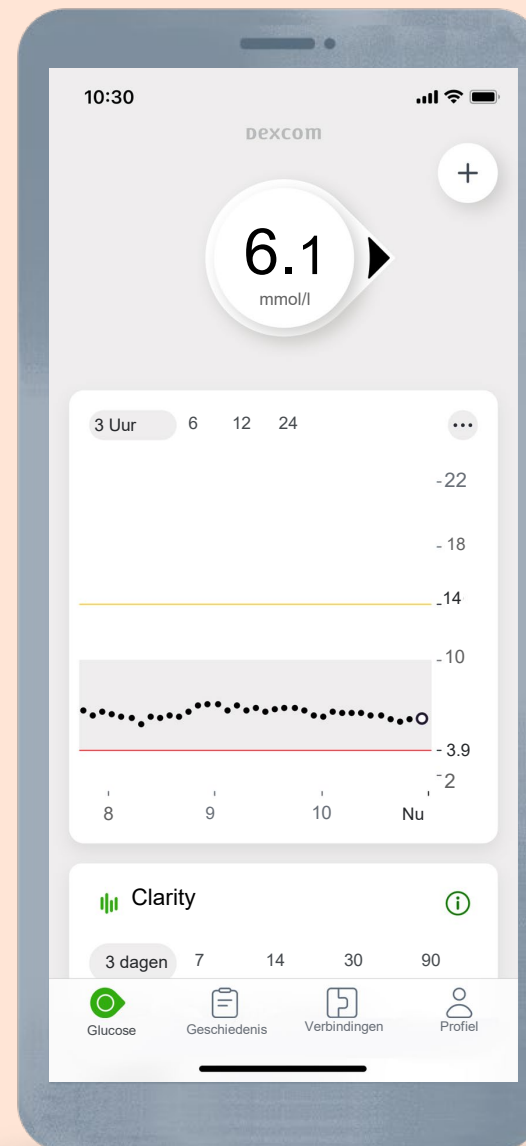 10:30
Dexcom
6.1
mmol/l
3 Uur 6 12 24
22
18
14
10
3.9
2
8 9 10 Nu
Clarity
3 dagen 7 14 30 90
Glucose Geschiedenis Verbindingen Profiel